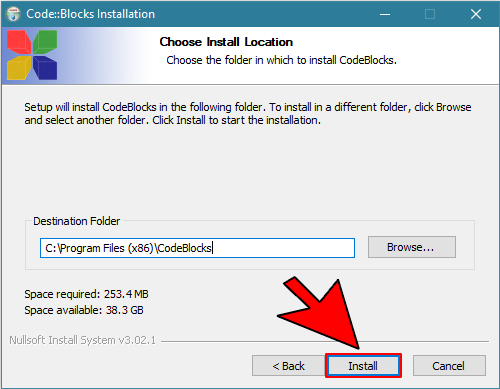 Code::Blocks Installation
Choose Install Location
Choose the folder in which to install CodeBlocks.
Setup will install CodeBlocks in the following folder. To install in a different folder, click Browse
and select another folder. Click Install to start the installation.
Destination Folder
C:\Program Files (x86)\CodeBlocks
Browse...
Space required: 253.4 MB
Space available: 38.3 GB
Nullsoft Install System v3.02.1
< Back
Install
Cancel